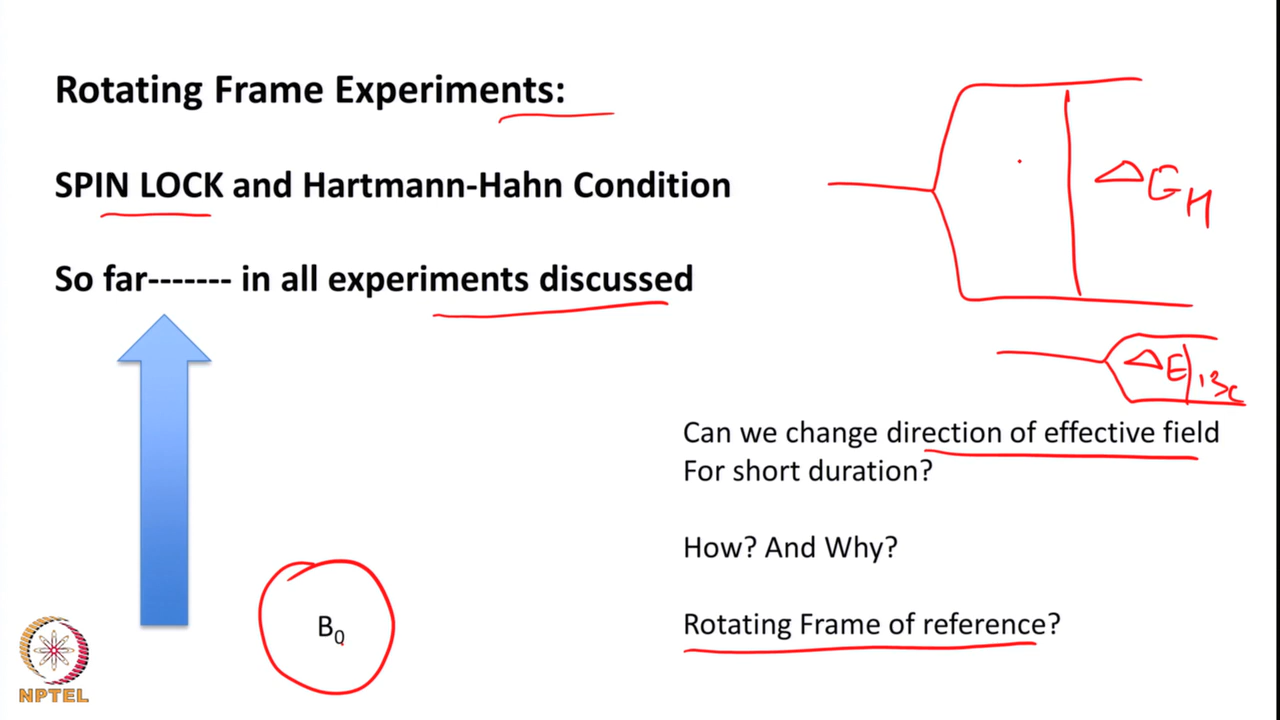 Rotating Frame Experiments:
SPIN LOCK and Hartmann-Hahn Condition
So far------- in all experiments discussed
ΔG_H
ΔE 13C
Can we change direction of effective field
For short duration?
How? And Why?
Rotating Frame of reference?
B0
NPTEL